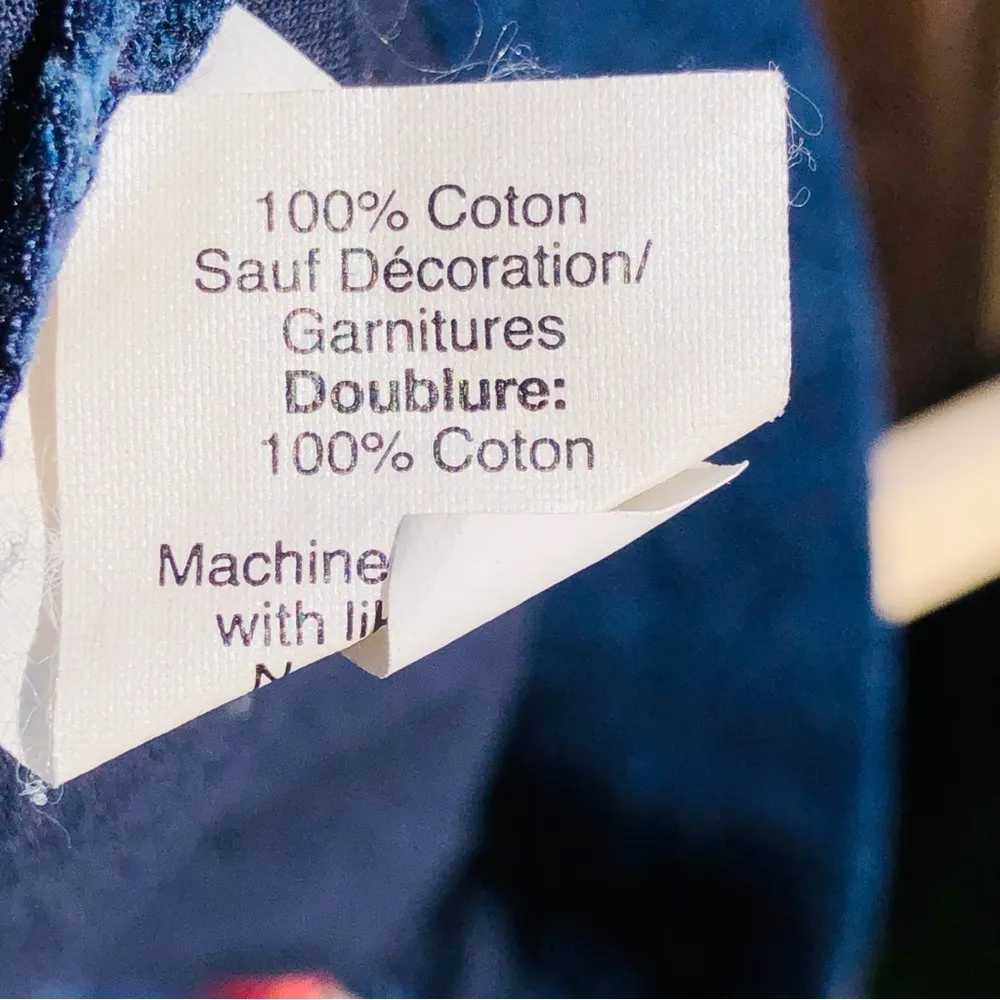 100% Coton
Sauf Décoration/
Garnitures
Doublure:
100% Coton
Machine
with